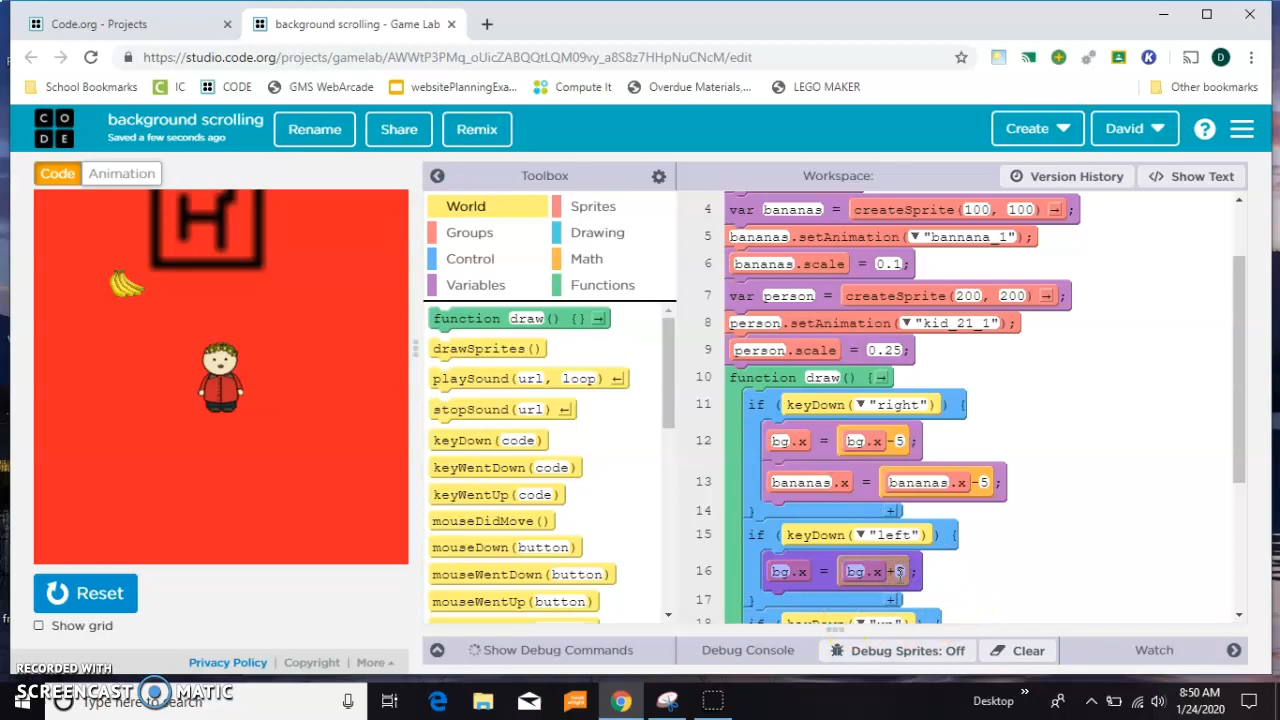 Code.org - Projects
background scrolling - Game Lab
https://studio.code.org/projects/gamelab/AWWtP3PMq_oUicZABQQtLQM09vy_a8S8z7HHpNuCNcM/edit
D
School Bookmarks
IC
CODE
GMS WebArcade
websitePlanningExa...
Compute It
Overdue Materials,...
LEGO MAKER
Other bookmarks
C O
D E
background scrolling
Saved a few seconds ago
Rename
Share
Remix
Create
David
?
Code
Animation
Toolbox
Workspace:
Version History
</> Show Text
World
Sprites
Groups
Drawing
Control
Math
Variables
Functions
function draw() {}
drawSprites()
playSound(url, loop)
stopSound(url)
keyDown(code)
keyWentDown(code)
keyWentUp(code)
mouseDidMove()
mouseDown(button)
mouseWentDown(button)
mouseWentUp(button)
4 var bananas = createSprite(100, 100);
5 bananas.setAnimation("bannana_1");
6 bananas.scale = 0.1;
7 var person = createSprite(200, 200);
8 person.setAnimation("kid_21_1");
9 person.scale = 0.25;
10 function draw() {
11 if (keyDown("right")) {
12 bg.x = bg.x-5;
13 bananas.x = bananas.x-5;
14 }
15 if (keyDown("left")) {
16 bg.x = bg.x+5;
17 }
18 if (keyDown("up")) {
Reset
Show grid
Show Debug Commands
Debug Console
Debug Sprites: Off
Clear
Watch
Privacy Policy
Copyright
More
RECORDED WITH
SCREENCAST MATIC
Type here to search
Desktop
8:50 AM
1/24/2020